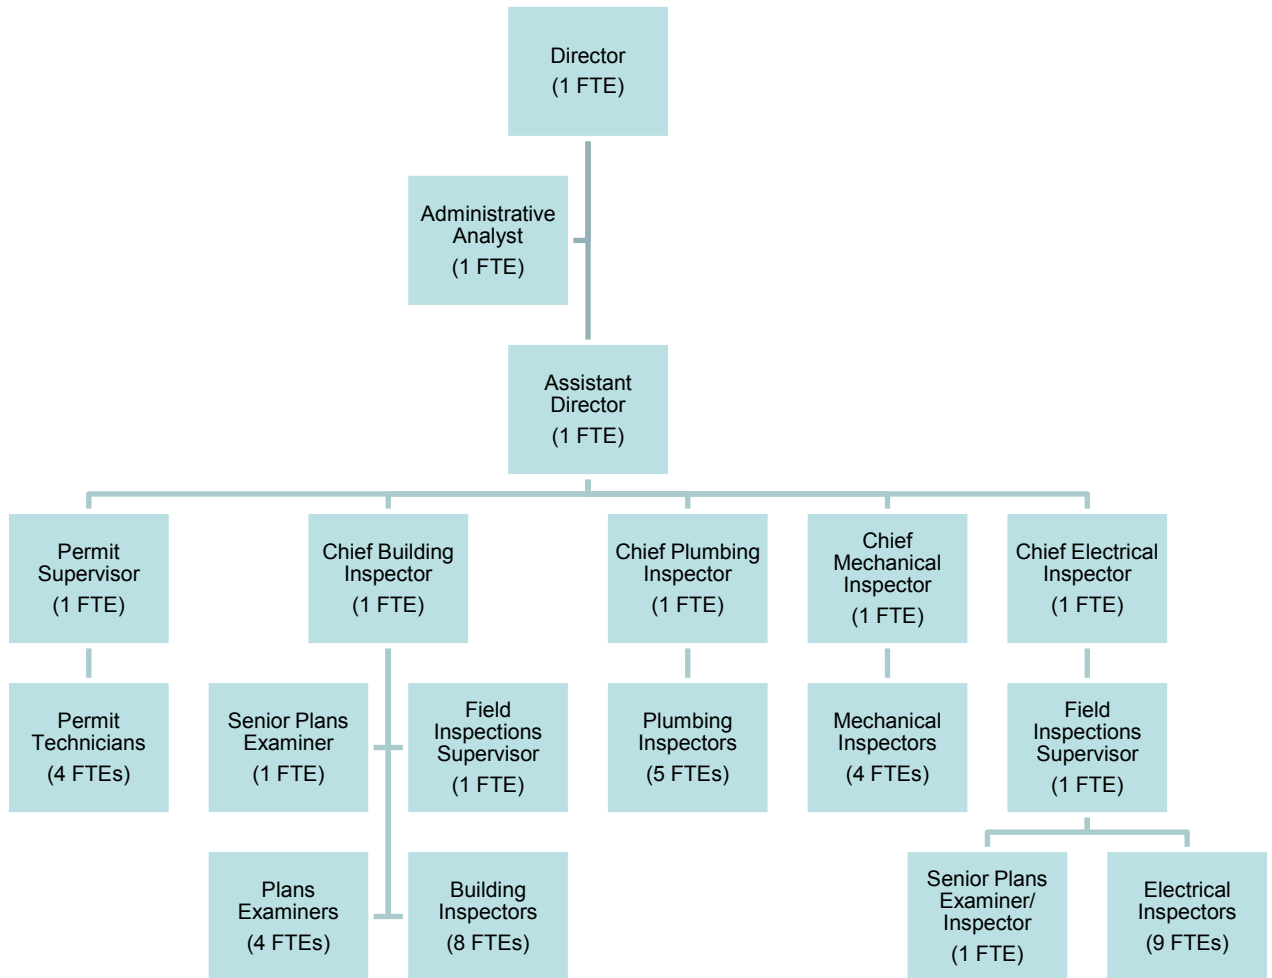 Director
(1 FTE)
Administrative
Analyst
(1 FTE)
Assistant
Director
(1 FTE)
Permit
Supervisor
(1 FTE)
Chief Building
Inspector
(1 FTE)
Chief Plumbing
Inspector
(1 FTE)
Chief
Mechanical
Inspector
(1 FTE)
Chief Electrical
Inspector
(1 FTE)
Permit
Technicians
(4 FTEs)
Senior Plans
Examiner
(1 FTE)
Field
Inspections
Supervisor
(1 FTE)
Plumbing
Inspectors
(5 FTEs)
Mechanical
Inspectors
(4 FTEs)
Field
Inspections
Supervisor
(1 FTE)
Plans
Examiners
(4 FTEs)
Building
Inspectors
(8 FTEs)
Senior Plans
Examiner/
Inspector
(1 FTE)
Electrical
Inspectors
(9 FTEs)